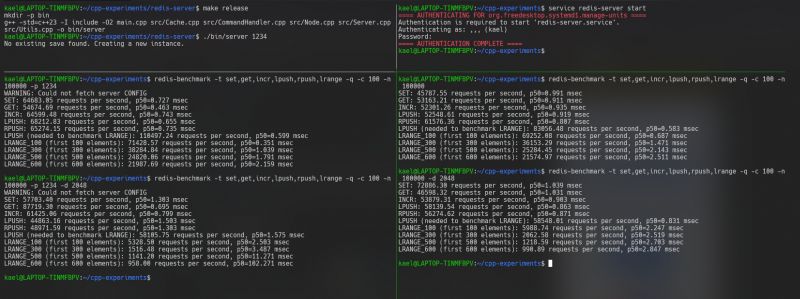 kael@LAPTOP-TINMFBPV:~/cpp-experiments/redis-server$ make release
mkdir -p bin
g++ -std=c++23 -I include -O2 main.cpp src/Cache.cpp src/CommandHandler.cpp src/Node.cpp src/Server.cpp
src/Utils.cpp -o bin/server
kael@LAPTOP-TINMFBPV:~/cpp-experiments/redis-server$ ./bin/server 1234
No existing save found. Creating a new instance.
kael@LAPTOP-TINMFBPV:~/cpp-experiments$ redis-benchmark -t set,get,incr,lpush,rpush,lrange -q -c 100 -n
100000 -p 1234
WARNING: Could not fetch server CONFIG
SET: 64683.05 requests per second, p50=0.727 msec
GET: 54674.69 requests per second, p50=0.463 msec
INCR: 64599.48 requests per second, p50=0.743 msec
LPUSH: 68212.83 requests per second, p50=0.655 msec
RPUSH: 65274.15 requests per second, p50=0.735 msec
LPUSH (needed to benchmark LRANGE): 110497.24 requests per second, p50=0.599 msec
LRANGE_100 (first 100 elements): 71428.57 requests per second, p50=0.351 msec
LRANGE_300 (first 300 elements): 38284.84 requests per second, p50=1.039 msec
LRANGE_500 (first 500 elements): 24820.06 requests per second, p50=1.791 msec
LRANGE_600 (first 600 elements): 21987.69 requests per second, p50=2.159 msec
kael@LAPTOP-TINMFBPV:~/cpp-experiments$ redis-benchmark -t set,get,incr,lpush,rpush,lrange -q -c 100 -n
100000 -p 1234 -d 2048
WARNING: Could not fetch server CONFIG
SET: 57703.40 requests per second, p50=1.303 msec
GET: 87719.30 requests per second, p50=0.695 msec
INCR: 61425.06 requests per second, p50=0.799 msec
LPUSH: 44863.16 requests per second, p50=1.503 msec
RPUSH: 48971.59 requests per second, p50=1.383 msec
LPUSH (needed to benchmark LRANGE): 58105.75 requests per second, p50=1.575 msec
LRANGE_100 (first 100 elements): 5328.50 requests per second, p50=2.503 msec
LRANGE_300 (first 300 elements): 1516.48 requests per second, p50=3.487 msec
LRANGE_500 (first 500 elements): 1141.20 requests per second, p50=11.271 msec
LRANGE_600 (first 600 elements): 958.00 requests per second, p50=102.271 msec
kael@LAPTOP-TINMFBPV:~/cpp-experiments$
kael@LAPTOP-TINMFBPV:~/cpp-experiments$ service redis-server start
==== AUTHENTICATING FOR org.freedesktop.systemd1.manage-units ====
Authentication is required to start 'redis-server.service'.
Authenticating as: ,,, (kael)
Password:
==== AUTHENTICATION COMPLETE ====
kael@LAPTOP-TINMFBPV:~/cpp-experiments$
kael@LAPTOP-TINMFBPV:~/cpp-experiments$ redis-benchmark -t set,get,incr,lpush,rpush,lrange -q -c 100 -n
100000
SET: 45787.55 requests per second, p50=0.991 msec
GET: 53163.21 requests per second, p50=0.911 msec
INCR: 52301.26 requests per second, p50=0.935 msec
LPUSH: 52548.61 requests per second, p50=0.919 msec
RPUSH: 61576.36 requests per second, p50=0.807 msec
LPUSH (needed to benchmark LRANGE): 83056.48 requests per second, p50=0.583 msec
LRANGE_100 (first 100 elements): 69252.08 requests per second, p50=0.687 msec
LRANGE_300 (first 300 elements): 36153.29 requests per second, p50=1.471 msec
LRANGE_500 (first 500 elements): 25284.45 requests per second, p50=2.143 msec
LRANGE_600 (first 600 elements): 21574.97 requests per second, p50=2.511 msec
kael@LAPTOP-TINMFBPV:~/cpp-experiments$ redis-benchmark -t set,get,incr,lpush,rpush,lrange -q -c 100 -n
100000 -d 2048
SET: 72886.30 requests per second, p50=1.039 msec
GET: 46598.32 requests per second, p50=1.031 msec
INCR: 53879.31 requests per second, p50=0.903 msec
LPUSH: 58139.54 requests per second, p50=0.863 msec
RPUSH: 56274.62 requests per second, p50=0.871 msec
LPUSH (needed to benchmark LRANGE): 58548.01 requests per second, p50=0.831 msec
LRANGE_100 (first 100 elements): 5988.74 requests per second, p50=2.247 msec
LRANGE_300 (first 300 elements): 2062.58 requests per second, p50=2.519 msec
LRANGE_500 (first 500 elements): 1218.59 requests per second, p50=2.703 msec
LRANGE_600 (first 600 elements): 990.89 requests per second, p50=2.847 msec
kael@LAPTOP-TINMFBPV:~/cpp-experiments$